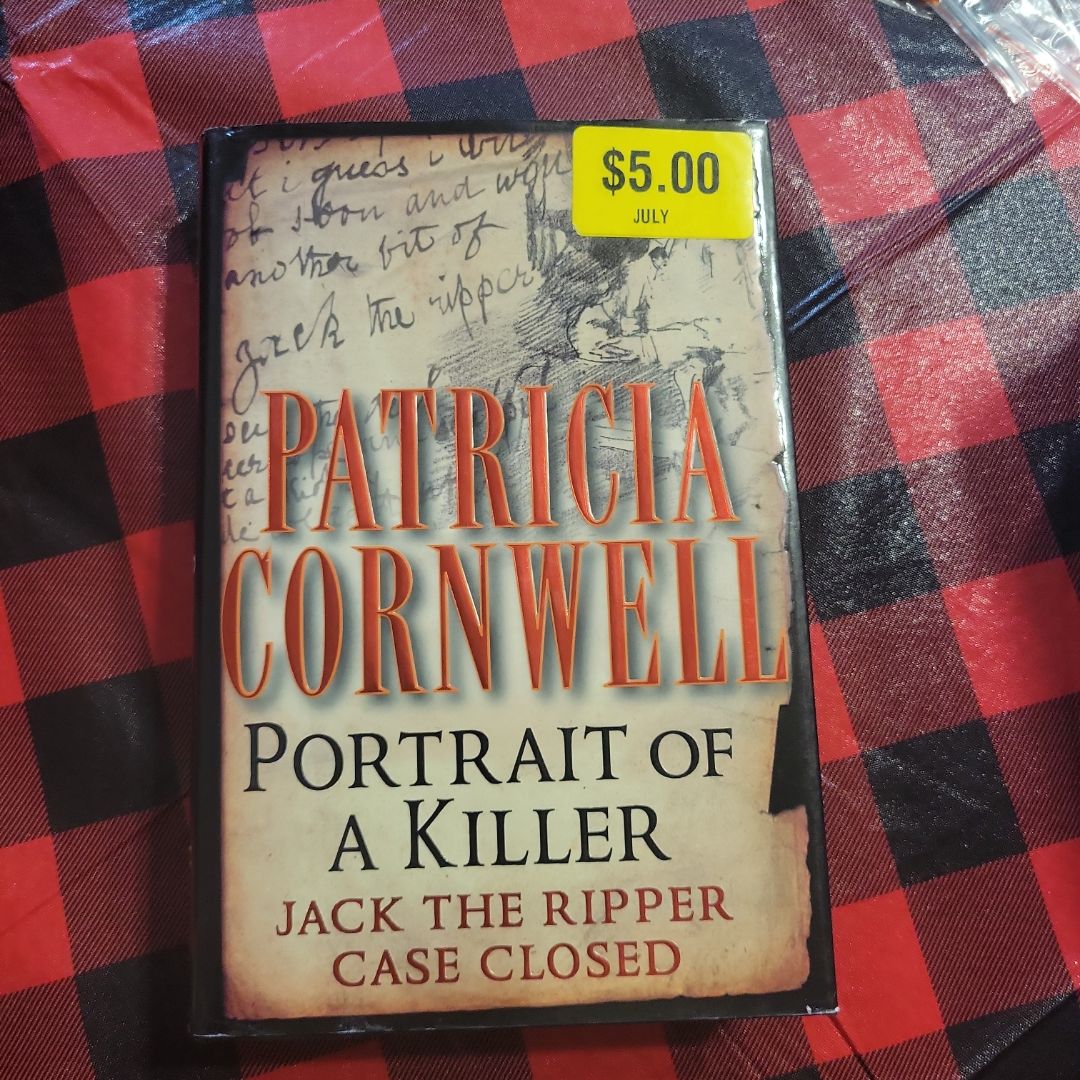 $5.00
JULY
i guess i
soon and
another bit of
Jack the ripper
PATRICIA
CORNWELL
PORTRAIT OF
A KILLER
JACK THE RIPPER
CASE CLOSED